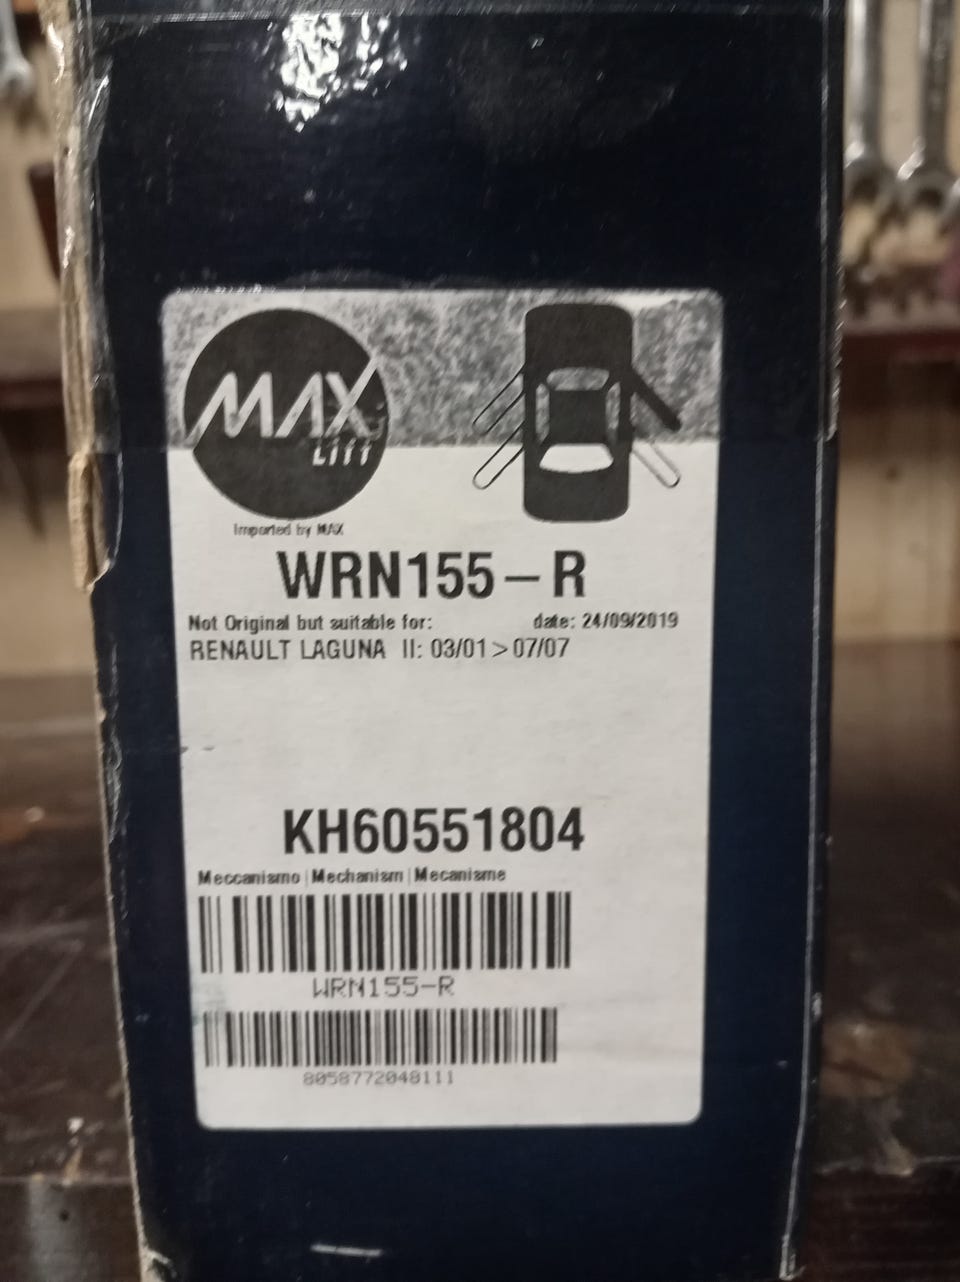 MAX
LIFT
Imported by MAX
WRN155-R
Not Original but suitable for: date: 24/09/2019
RENAULT LAGUNA II: 03/01>07/07
KH60551804
Meccanismo | Mechanism | Mecanisme
WRN155-R
8058772048111